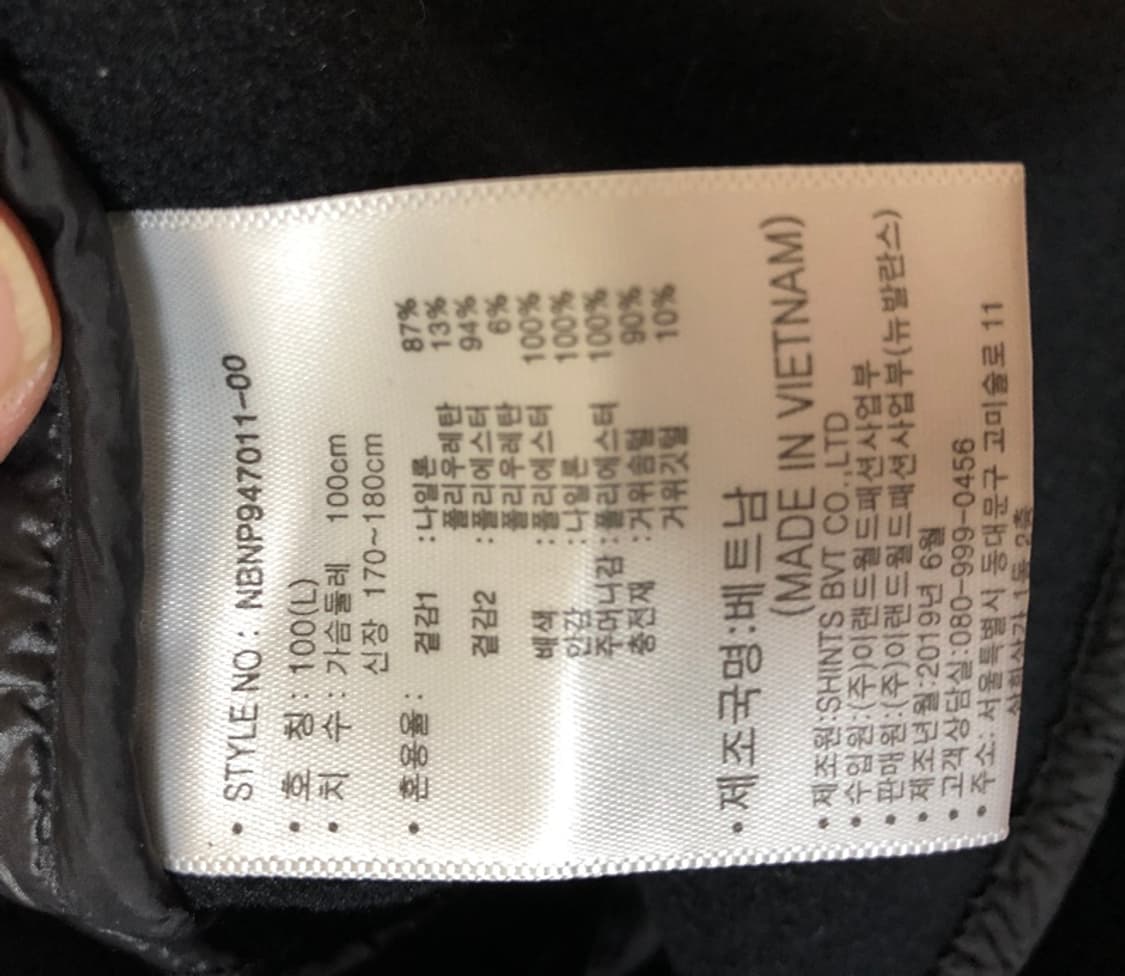 • STYLE NO : NBNP947011-00
• 호 칭 : 100(L)
• 치 수 : 가슴둘레 100cm
신장 170~180cm
• 혼용율 : 겉감1 : 나일론 87%
폴리우레탄 13%
겉감2 : 폴리에스터 94%
폴리우레탄 6%
배색 : 폴리에스터 100%
안감 : 나일론 100%
주머니감 : 폴리에스터 100%
충전재 : 거위솜털 90%
거위깃털 10%
• 제조국명:베트남
(MADE IN VIETNAM)
• 제조원:SHINTS BVT CO.,LTD
• 수입원:(주)이랜드월드패션사업부
• 판매원:(주)이랜드월드패션사업부(뉴발란스)
• 제조년월:2019년 6월
• 고객상담실:080-999-0456
• 주소: 서울특별시 동대문구 고미술로 11
상회상가 1동 2층